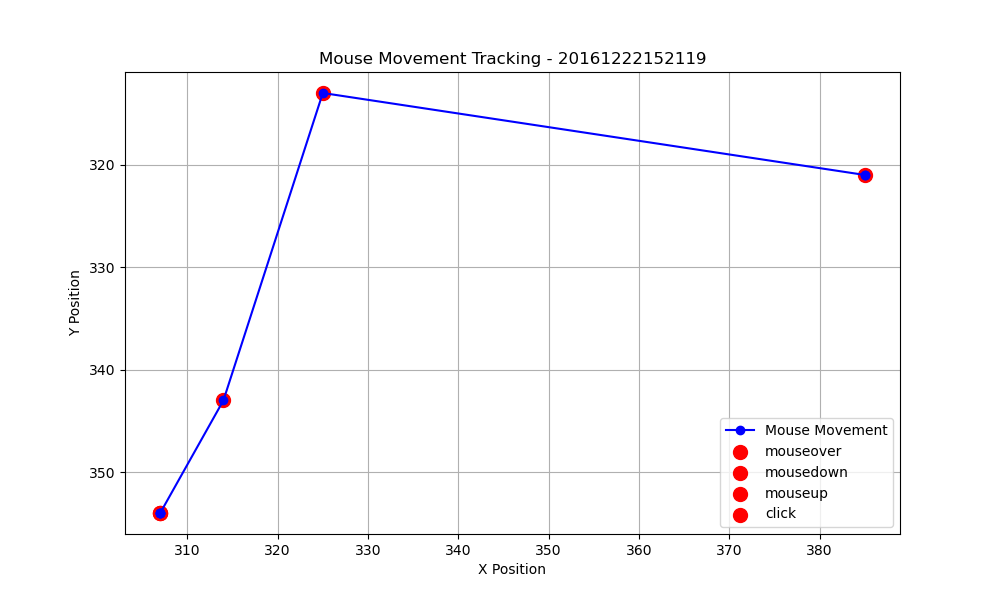 Mouse Movement Tracking - 20161222152119
320
330
340
350
Y Position
310 320 330 340 350 360 370 380
X Position
Mouse Movement
mouseover
mousedown
mouseup
click